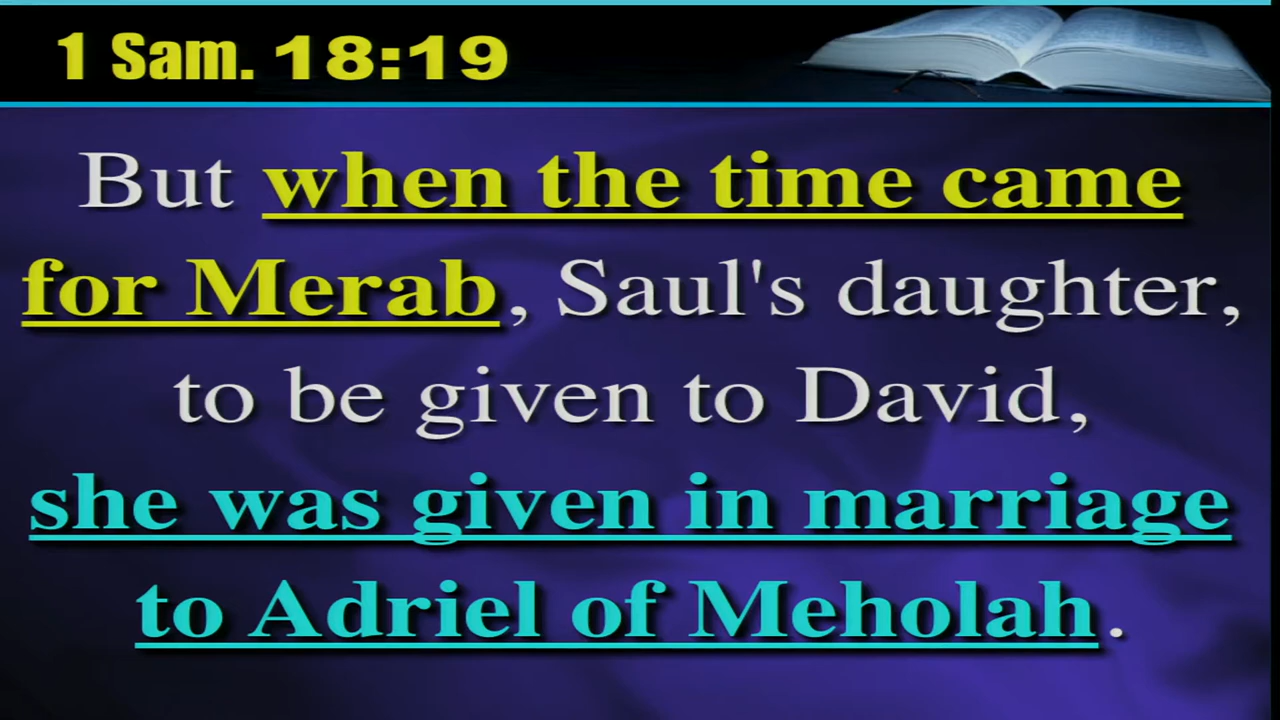 1 Sam. 18:19
But when the time came
for Merab, Saul's daughter,
to be given to David,
she was given in marriage
to Adriel of Meholah.